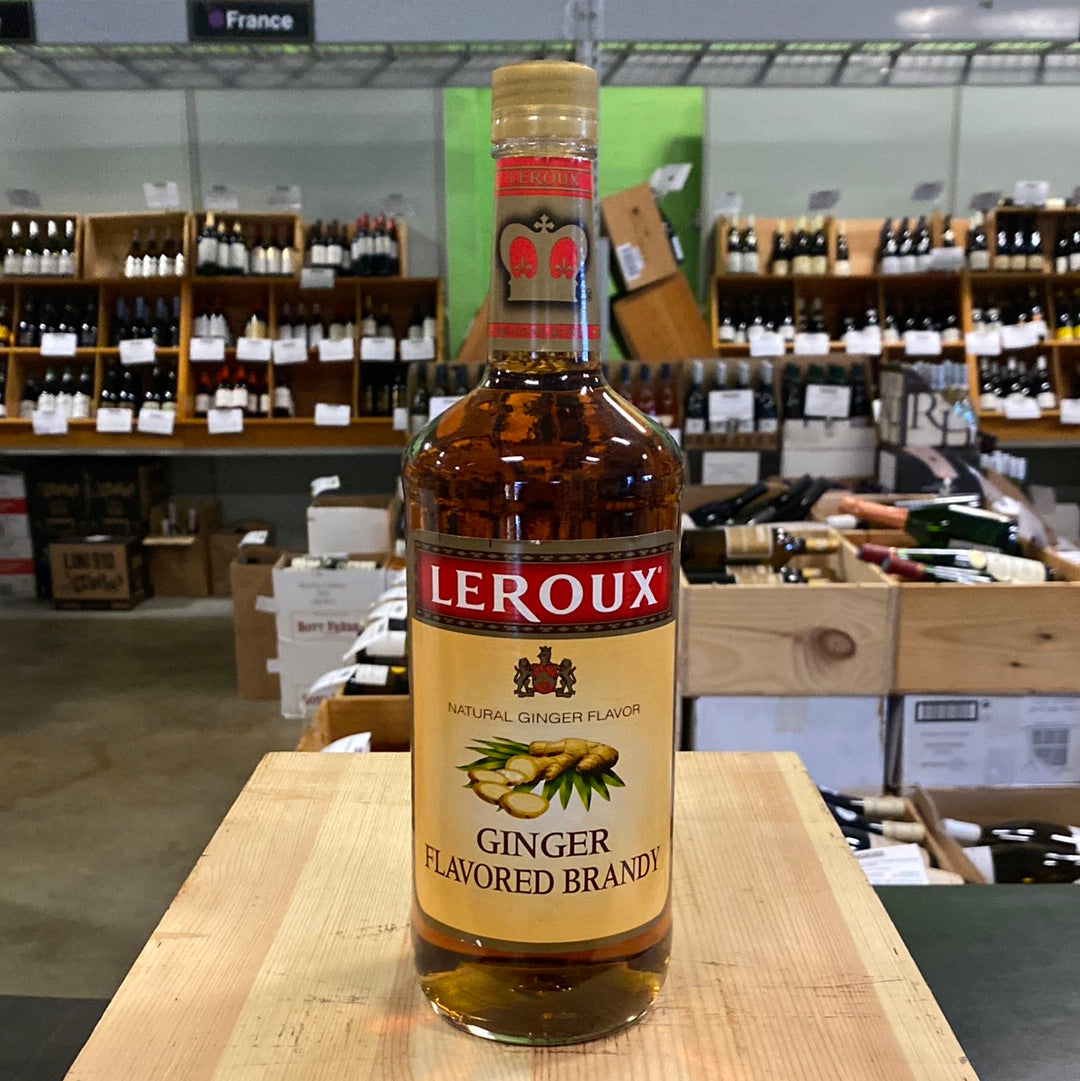 France
LEROUX
LEROUX®
NATURAL GINGER FLAVOR
GINGER
FLAVORED BRANDY